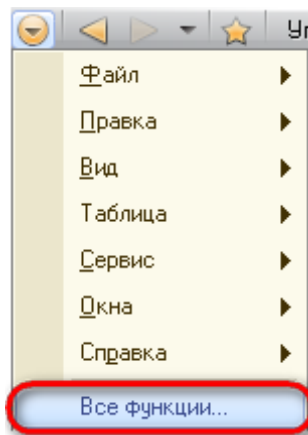 Файл
Правка
Вид
Таблица
Сервис
Окна
Справка
Все функции...